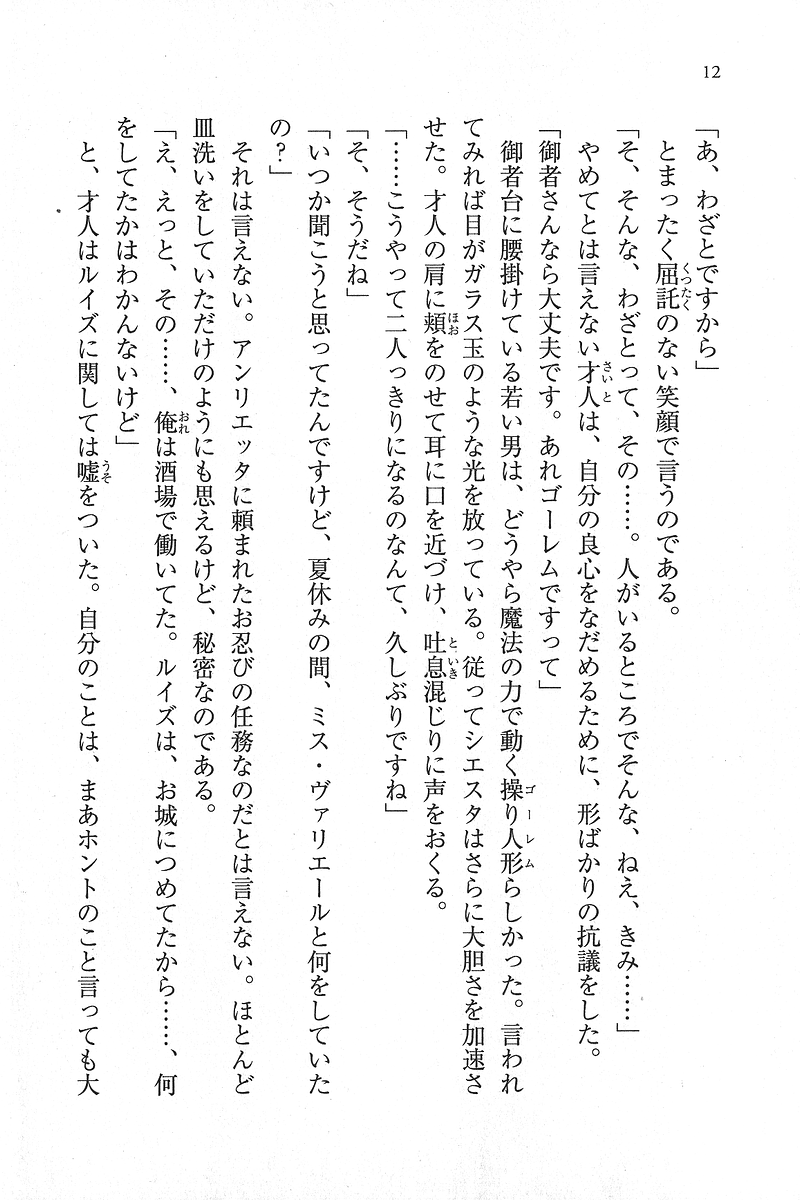 12
「あ、わざとですから」
とまったく屈託のない笑顔で言うのである。
「そ、そんな、わざとって、その……。人がいるところでそんな、ねえ、きみ……」
やめてとは言えない才人は、自分の良心をなだめるために、形ばかりの抗議をした。
「御者さんなら大丈夫です。あれゴーレムですって」
御者台に腰掛けている若い男は、どうやら魔法の力で動く操り人形らしかった。言われ
てみれば目がガラス玉のような光を放っている。従ってシエスタはさらに大胆さを加速さ
せた。才人の肩に頬をのせて耳に口を近づけ、吐息混じりに声をおくる。
「……こうやって二人っきりになるのなんて、久しぶりですね」
「そ、そうだね」
「いつか聞こうと思ってたんですけど、夏休みの間、ミス・ヴァリエールと何をしていた
の？」
それは言えない。アンリエッタに頼まれたお忍びの任務なのだとは言えない。ほとんど
皿洗いをしていただけのようにも思えるけど、秘密なのである。
「え、えっと、その……、俺は酒場で働いてた。ルイズは、お城につめてたから……、何
をしてたかはわかんないけど」
と、才人はルイズに関しては嘘をついた。自分のことは、まあホントのこと言っても大